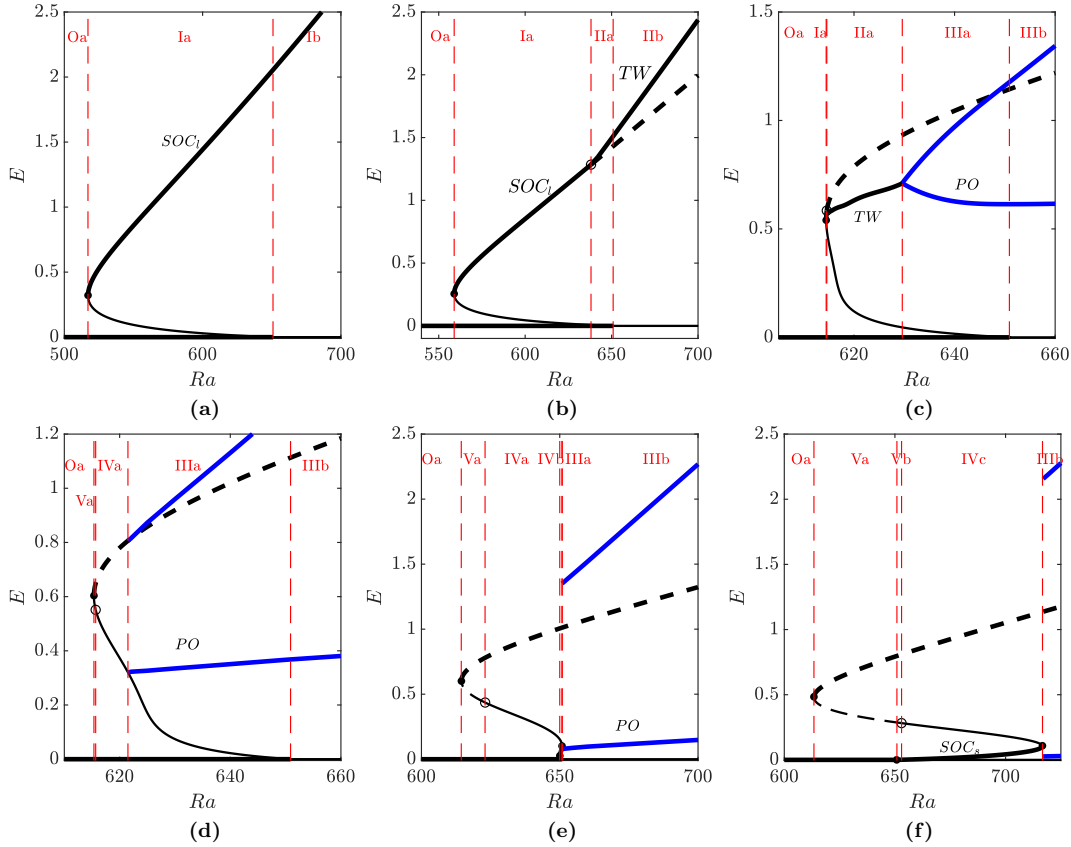 2.5
2
1.5
1
0.5
0
E
Oa
Ia
Ib
SOC_l
500
600
700
Ra
(a)
2.5
2
1.5
1
0.5
0
E
Oa
Ia
IIa
IIb
TW
SOC_l
550
600
650
700
Ra
(b)
1.5
1
0.5
0
E
Oa
Ia
IIa
IIIa
IIIb
PO
TW
620
640
660
Ra
(c)
1.2
1
0.8
0.6
0.4
0.2
0
E
Oa
IVa
IIIa
IIIb
Va
PO
620
640
660
Ra
(d)
2.5
2
1.5
1
0.5
0
E
Oa
Va
IVa
IVb
IIIa
IIIb
PO
600
650
700
Ra
(e)
2.5
2
1.5
1
0.5
0
E
Oa
Va
Vb
IVc
IIIb
SOC_s
600
650
700
Ra
(f)